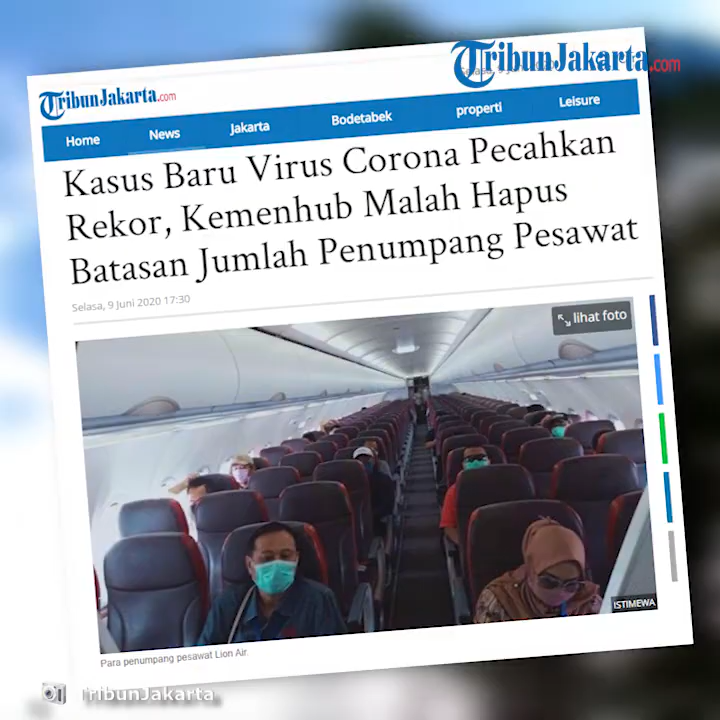 TribunJakarta.com
TribunJakarta.com
Home News Jakarta Bodetabek properti Leisure
Kasus Baru Virus Corona Pecahkan
Rekor, Kemenhub Malah Hapus
Batasan Jumlah Penumpang Pesawat
Selasa, 9 Juni 2020 17:30
lihat foto
ISTIMEWA
Para penumpang pesawat Lion Air.
TribunJakarta